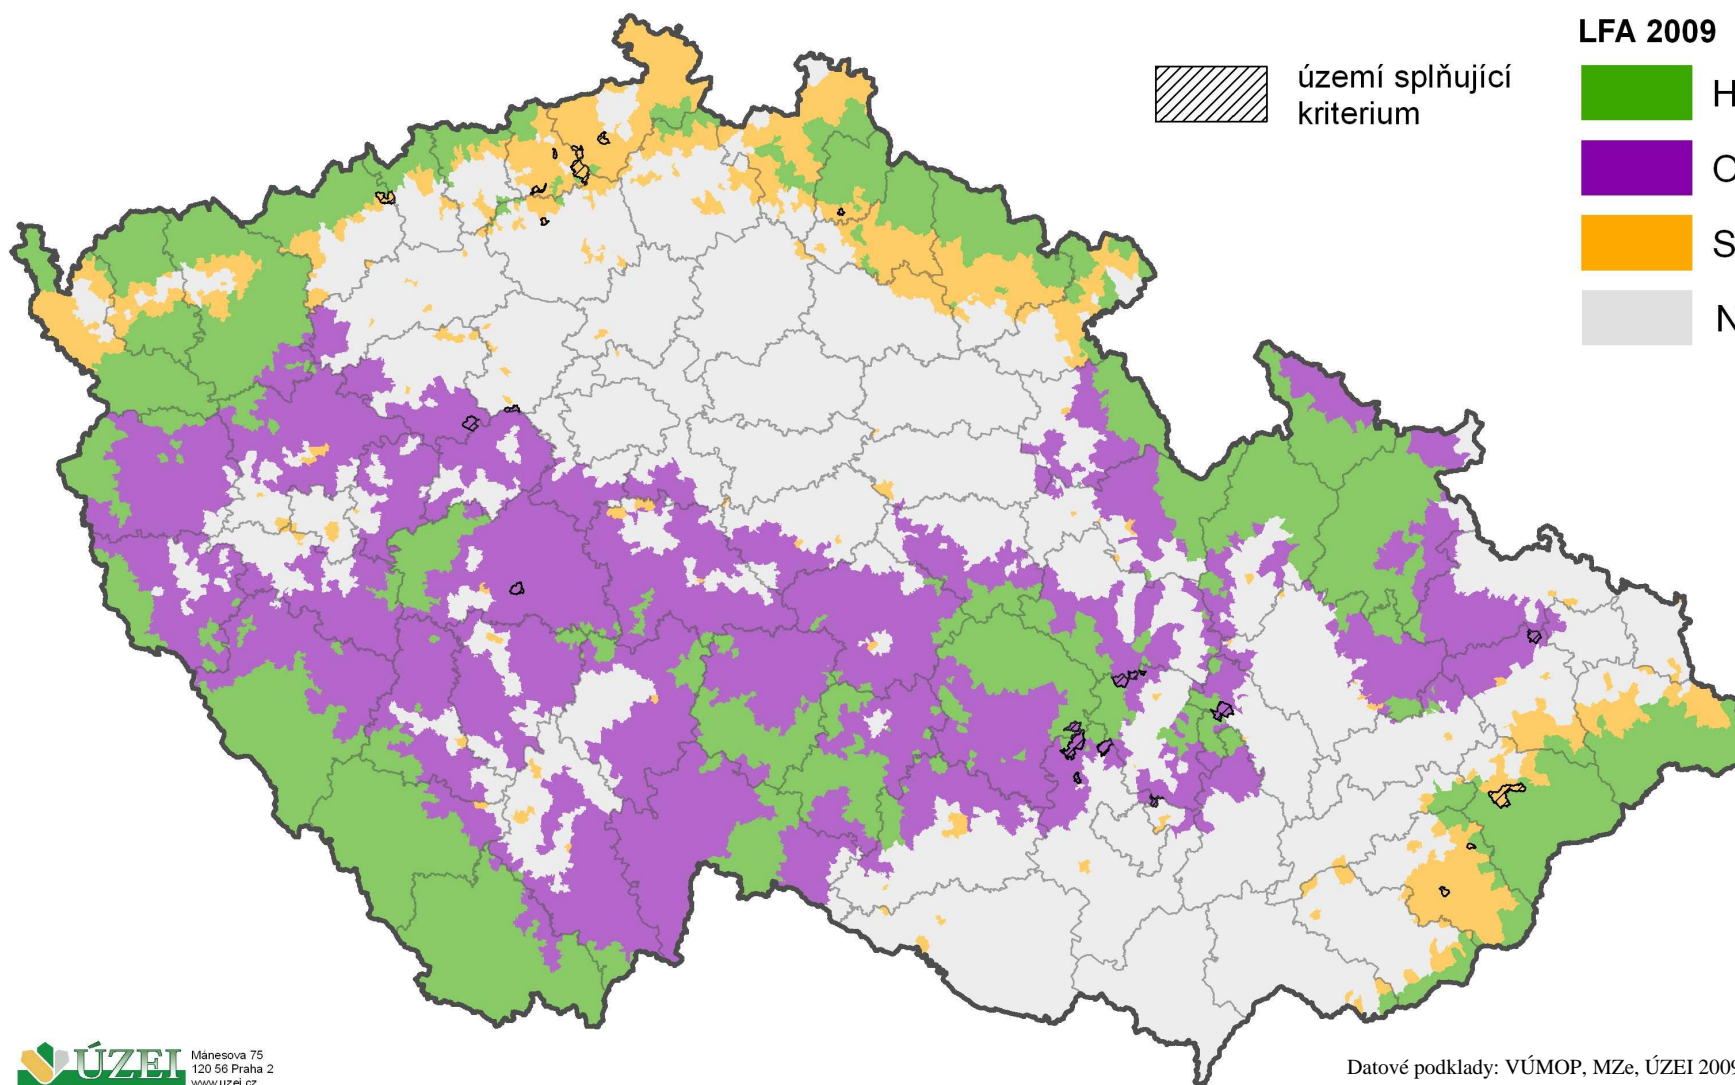 LFA 2009
území splňující
kriterium
H
O
S
N
ÚZEI
Mánesova 75
120 56 Praha 2
www.uzei.cz
Datové podklady: VÚMOP, MZe, ÚZEI 2009